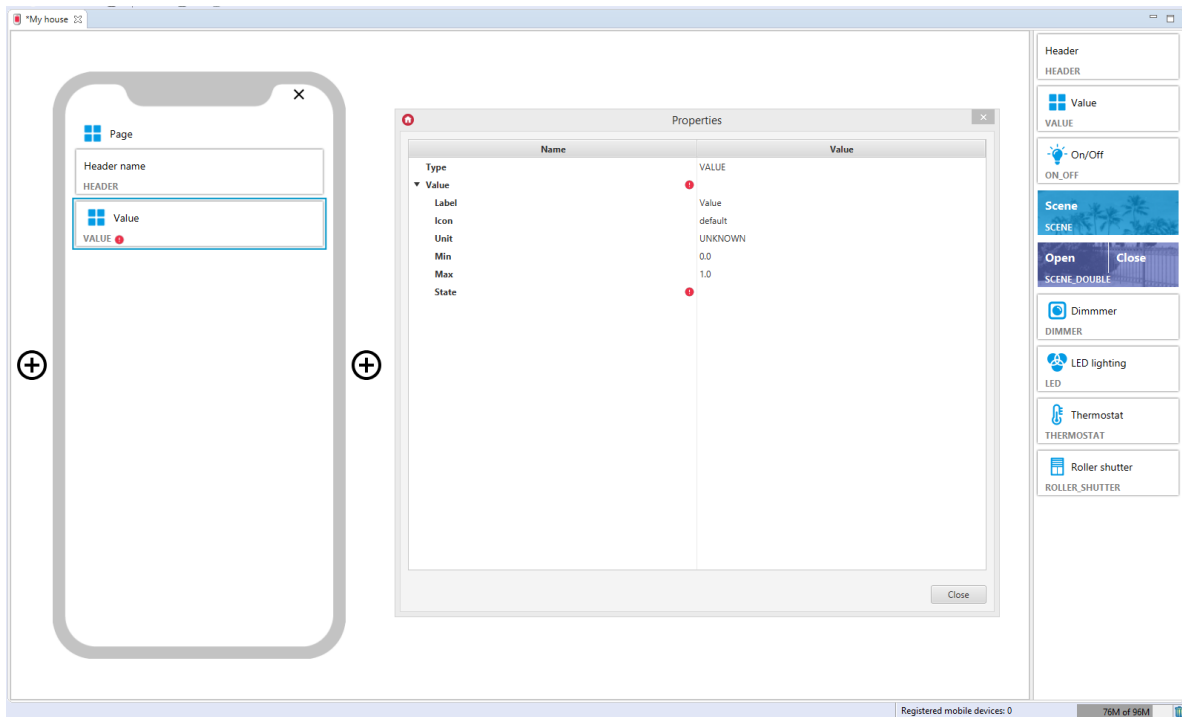 *My house
Page
Header name
HEADER
Value
VALUE
Properties
Name Value
Type VALUE
Value
Label Value
Icon default
Unit UNKNOWN
Min 0.0
Max 1.0
State
Close
Header
HEADER
Value
VALUE
On/Off
ON_OFF
Scene
SCENE
Open Close
SCENE_DOUBLE
Dimmmer
DIMMER
LED lighting
LED
Thermostat
THERMOSTAT
Roller shutter
ROLLER_SHUTTER
Registered mobile devices: 0 76M of 96M